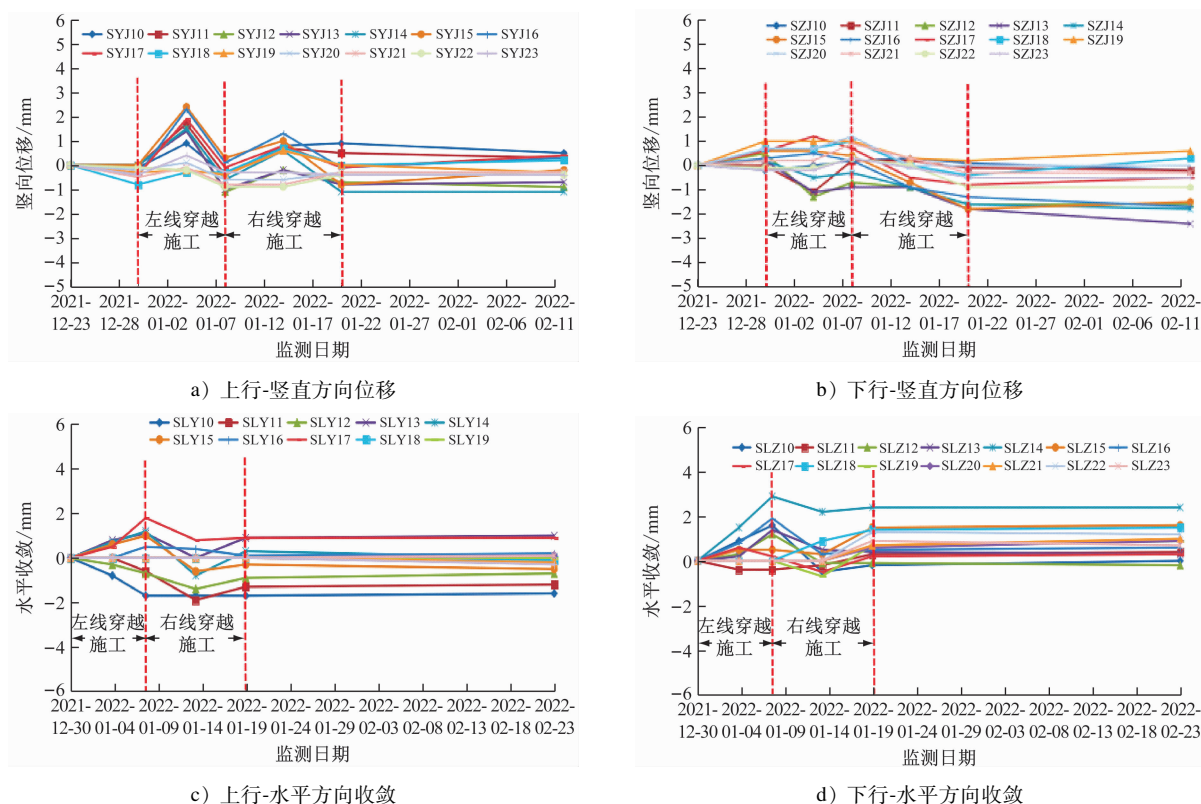 6
5
4
3
2
1
0
−1
−2
−3
−4
−5
竖向位移/mm
SYJ10 SYJ11 SYJ12 SYJ13 SYJ14 SYJ15 SYJ16
SYJ17 SYJ18 SYJ19 SYJ20 SYJ21 SYJ22 SYJ23
左线穿越 右线穿越
施工 施工
2021- 2021- 2022- 2022- 2022- 2022- 2022- 2022- 2022- 2022- 2022-
12-23 12-28 01-02 01-07 01-12 01-17 01-22 01-27 02-01 02-06 02-11
监测日期
a）上行-竖直方向位移
6
5
4
3
2
1
0
−1
−2
−3
−4
−5
竖向位移/mm
SZJ10 SZJ11 SZJ12 SZJ13 SZJ14
SZJ15 SZJ16 SZJ17 SZJ18 SZJ19
SZJ20 SZJ21 SZJ22 SZJ23
左线穿越 右线穿越
施工 施工
2021- 2021- 2022- 2022- 2022- 2022- 2022- 2022- 2022- 2022- 2022-
12-23 12-28 01-02 01-07 01-12 01-17 01-22 01-27 02-01 02-06 02-11
监测日期
b）下行-竖直方向位移
6
4
2
0
−2
−4
−6
水平收敛/mm
SLY10 SLY11 SLY12 SLY13 SLY14
SLY15 SLY16 SLY17 SLY18 SLY19
左线穿越 右线穿越
施工 施工
2021- 2022- 2022- 2022- 2022- 2022- 2022- 2022- 2022- 2022- 2022- 2022-
12-30 01-04 01-09 01-14 01-19 01-24 01-29 02-03 02-08 02-13 02-18 02-23
监测日期
c）上行-水平方向收敛
6
4
2
0
−2
−4
−6
水平收敛/mm
SLZ10 SLZ11 SLZ12 SLZ13 SLZ14 SLZ15 SLZ16
SLZ17 SLZ18 SLZ19 SLZ20 SLZ21 SLZ22 SLZ23
左线穿越 右线穿越
施工 施工
2021- 2022- 2022- 2022- 2022- 2022- 2022- 2022- 2022- 2022- 2022- 2022-
12-30 01-04 01-09 01-14 01-19 01-24 01-29 02-03 02-08 02-13 02-18 02-23
监测日期
d）下行-水平方向收敛